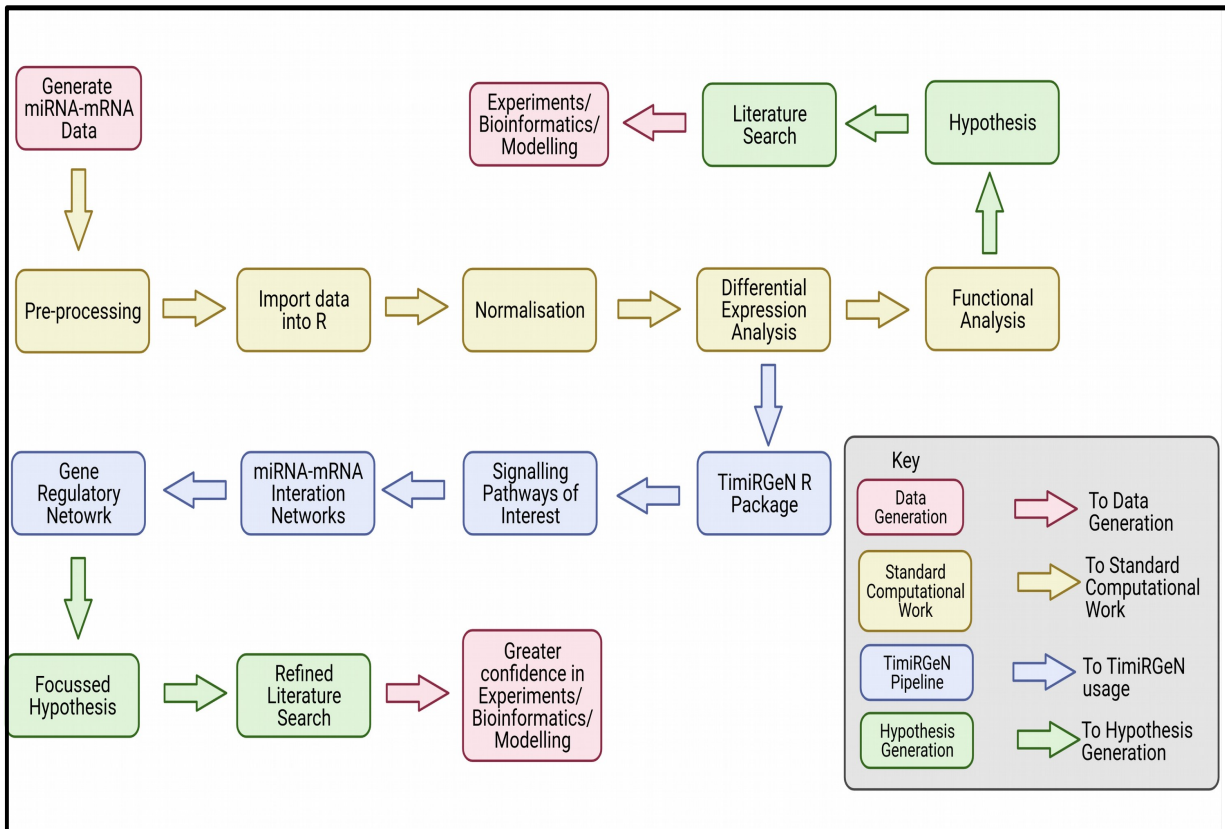 Generate
miRNA-mRNA
Data
Experiments/
Bioinformatics/
Modelling
Literature
Search
Hypothesis
Pre-processing
Import data
into R
Normalisation
Differential
Expression
Analysis
Functional
Analysis
Gene
Regulatory
Netowrk
miRNA-mRNA
Interation
Networks
Signalling
Pathways of
Interest
TimiRGeN R
Package
Focussed
Hypothesis
Refined
Literature
Search
Greater
confidence in
Experiments/
Bioinformatics/
Modelling
Key
Data
Generation
To Data
Generation
Standard
Computational
Work
To Standard
Computational
Work
TimiRGeN
Pipeline
To TimiRGeN
usage
Hypothesis
Generation
To Hypothesis
Generation